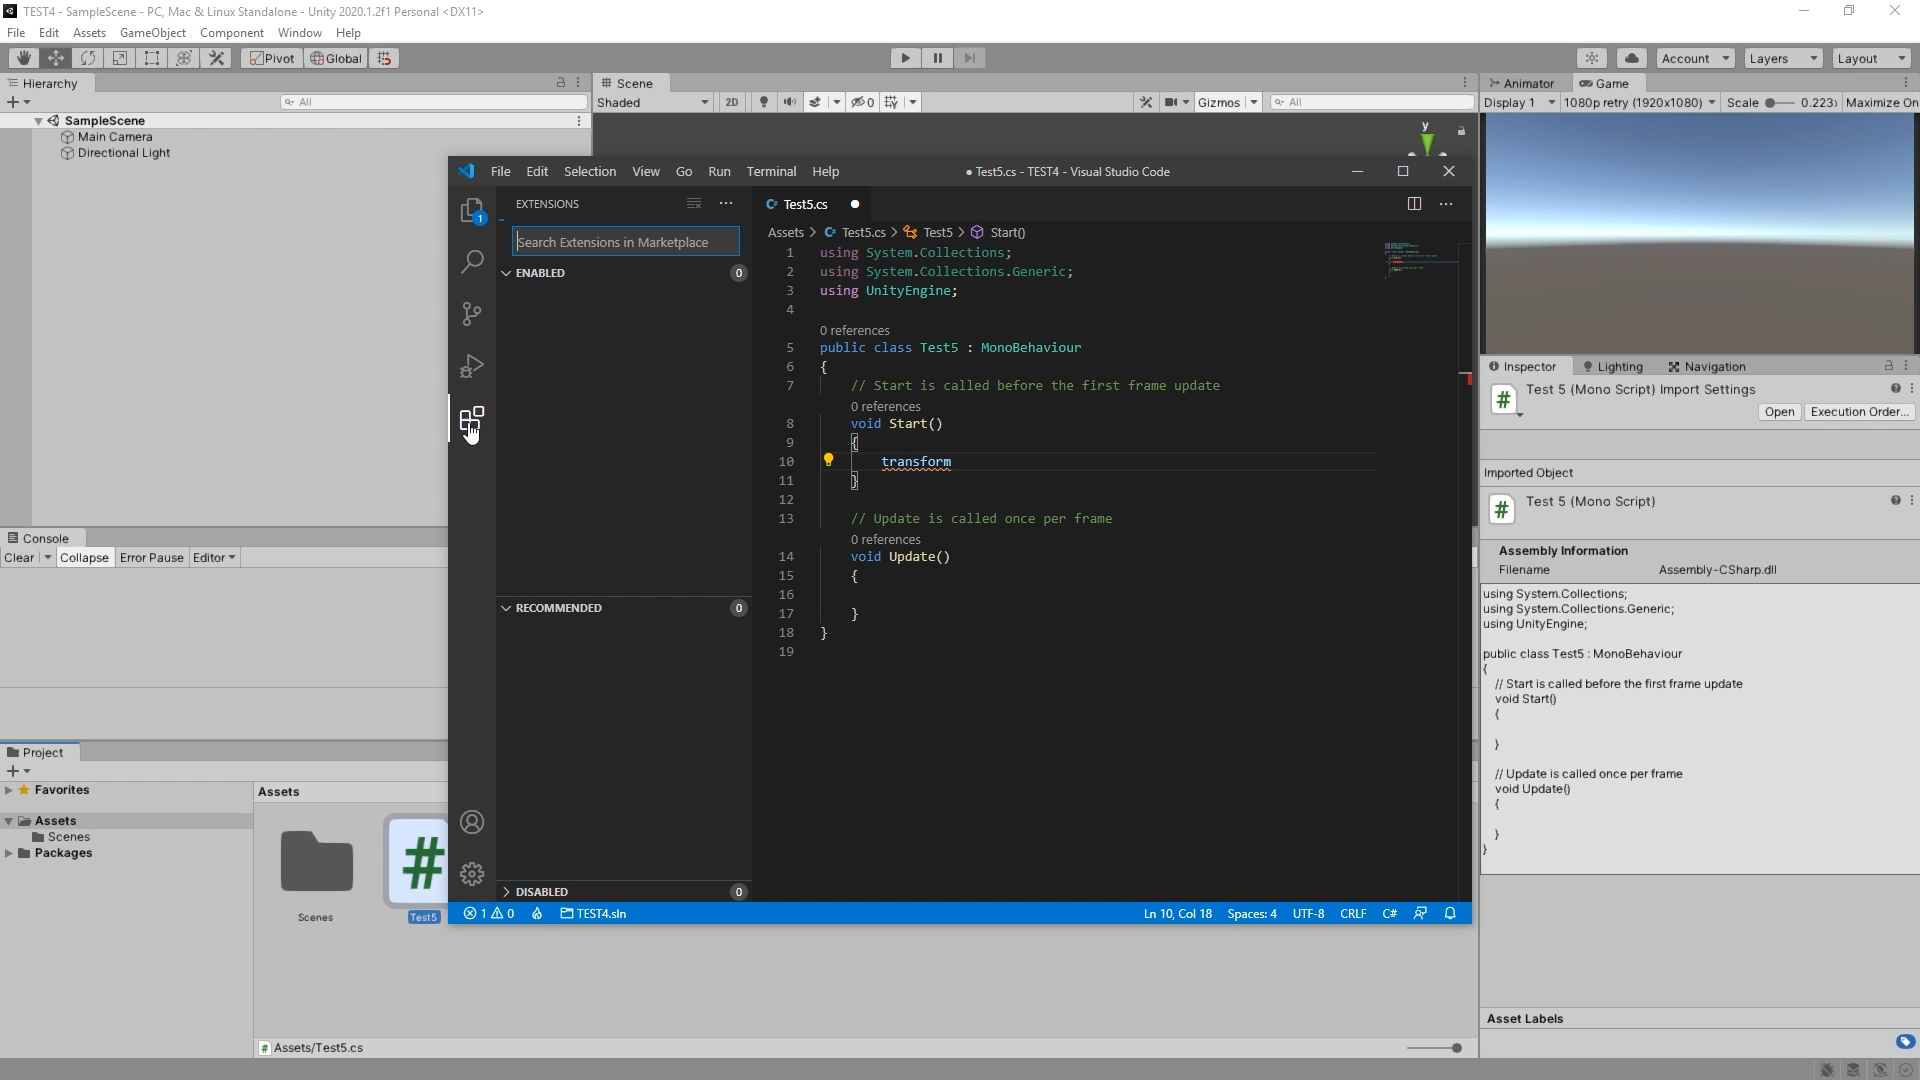 TEST4 - SampleScene - PC, Mac & Linux Standalone - Unity 2020.1.2f1 Personal <DX11>
File Edit Assets GameObject Component Window Help
Pivot Global
Account Layers Layout
Hierarchy
All
SampleScene
Main Camera
Directional Light
Scene
Shaded 2D 0 Gizmos All
y
Animator Game
Display 1 1080p retry (1920x1080) Scale 0.223 Maximize On
File Edit Selection View Go Run Terminal Help
● Test5.cs - TEST4 - Visual Studio Code
1
EXTENSIONS
Search Extensions in Marketplace
ENABLED 0
RECOMMENDED 0
DISABLED 0
Test5.cs
Assets > Test5.cs > Test5 > Start()
1 using System.Collections;
2 using System.Collections.Generic;
3 using UnityEngine;
4
0 references
5 public class Test5 : MonoBehaviour
6 {
7 // Start is called before the first frame update
0 references
8 void Start()
9 {
10 transform
11 }
12
13 // Update is called once per frame
0 references
14 void Update()
15 {
16
17 }
18 }
19
1 0 TEST4.sln
Ln 10, Col 18 Spaces: 4 UTF-8 CRLF C#
Inspector Lighting Navigation
Test 5 (Mono Script) Import Settings
Open Execution Order...
Imported Object
Test 5 (Mono Script)
Assembly Information
Filename Assembly-CSharp.dll
using System.Collections;
using System.Collections.Generic;
using UnityEngine;
public class Test5 : MonoBehaviour
{
// Start is called before the first frame update
void Start()
{
}
// Update is called once per frame
void Update()
{
}
}
Asset Labels
Console
Clear Collapse Error Pause Editor
Project
Favorites
Assets
Scenes
Packages
Assets
Scenes
#
Test5
Assets/Test5.cs